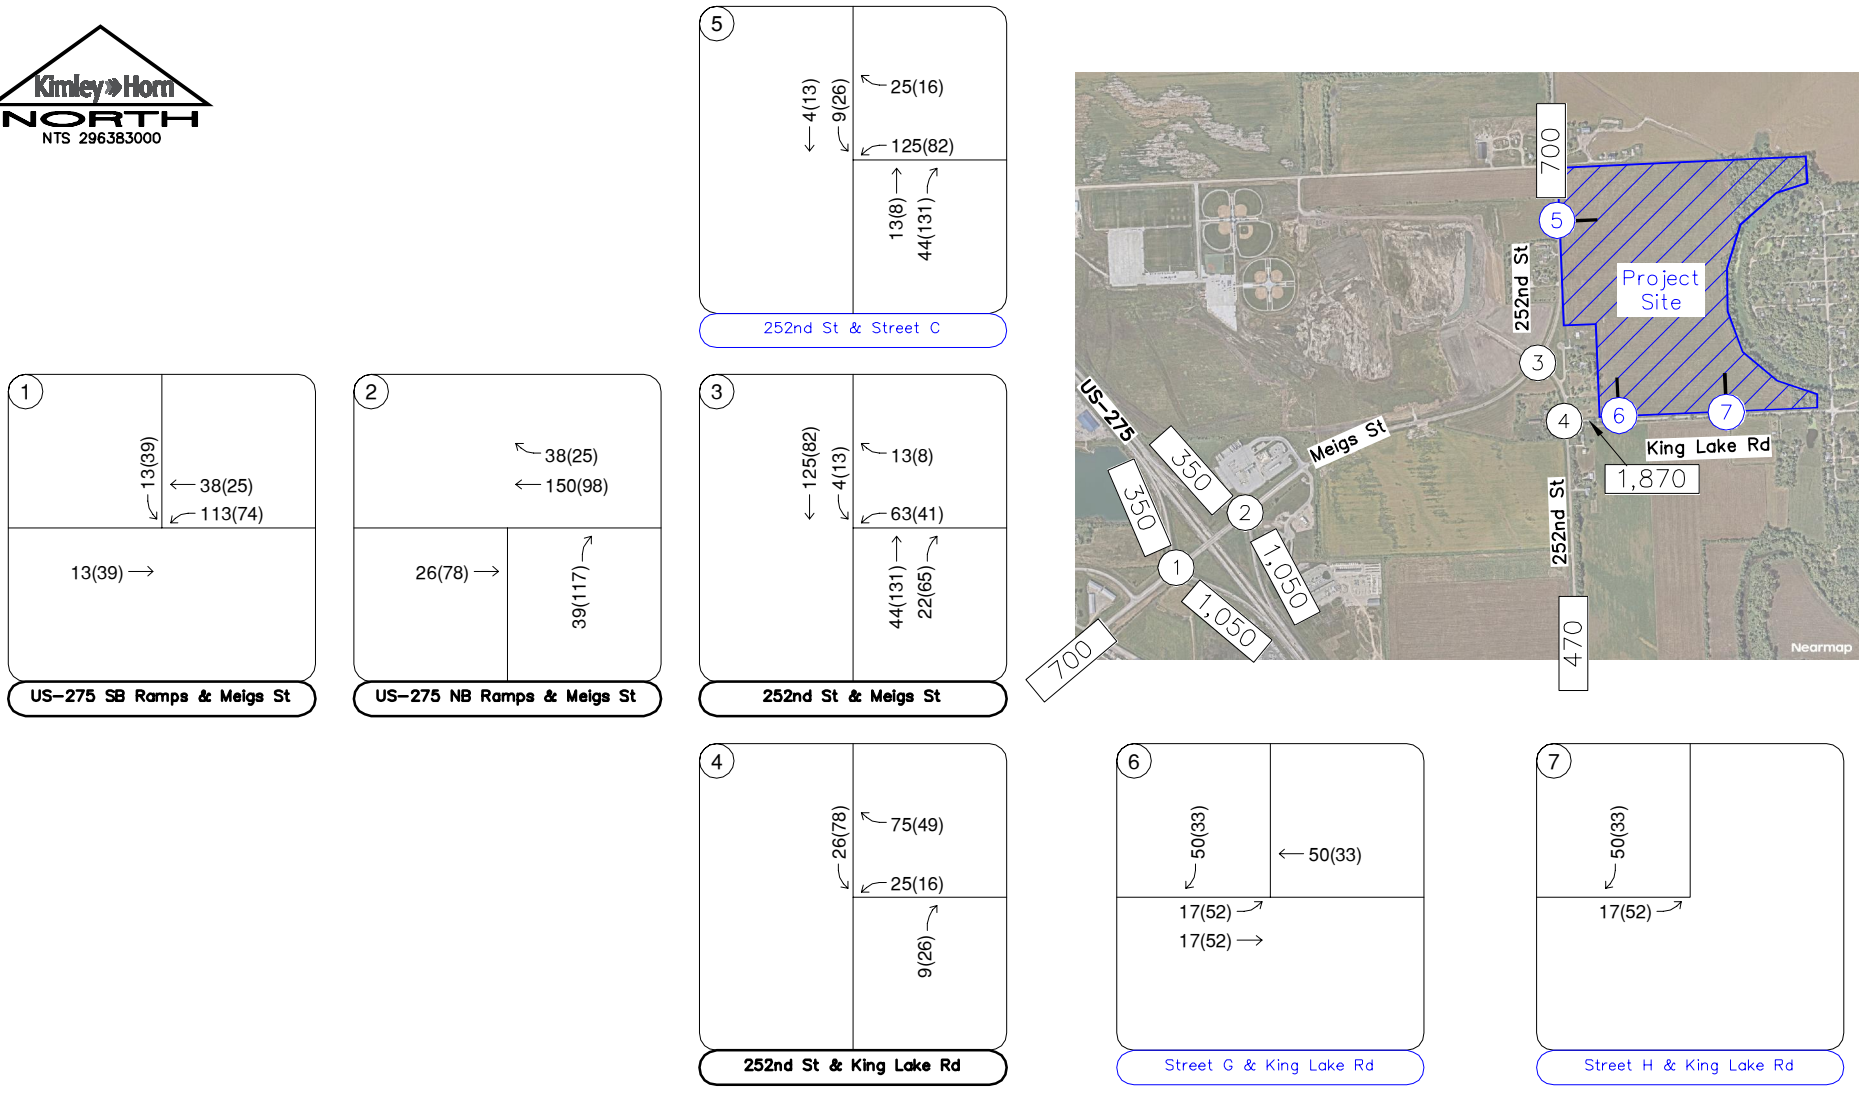 Kimley»Horn
NORTH
NTS 296383000
5
4(13)
9(26)
25(16)
125(82)
13(8)
44(131)
252nd St & Street C
1
13(39)
38(25)
113(74)
13(39)
US-275 SB Ramps & Meigs St
2
38(25)
150(98)
26(78)
39(117)
US-275 NB Ramps & Meigs St
3
125(82)
4(13)
13(8)
63(41)
44(131)
22(65)
252nd St & Meigs St
4
26(78)
75(49)
25(16)
9(26)
252nd St & King Lake Rd
6
50(33)
50(33)
17(52)
17(52)
Street G & King Lake Rd
7
50(33)
17(52)
Street H & King Lake Rd
700
5
252nd St
Project
Site
3
US-275
4
6
7
Meigs St
King Lake Rd
1,870
350
350
2
252nd St
1
1,050
1,050
700
470
Nearmap